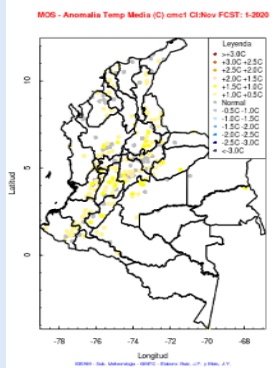 MOS - Anomalia Temp Media (C) cmc1 CI:Nov FCST: 1-2020
Leyenda
>+3.0C
+3.0C +2.5C
+2.5C +2.0C
+2.0C +1.5C
+1.5C +1.0C
+1.0C +0.5C
Normal
-0.5C -1.0C
-1.0C -1.5C
-1.5C -2.0C
-2.0C -2.5C
-2.5C -3.0C
<-3.0C
Latitud
10
5
0
-78
-76
-74
-72
-70
-68
Longitud
IDEAM - Sub. Meteorologia -